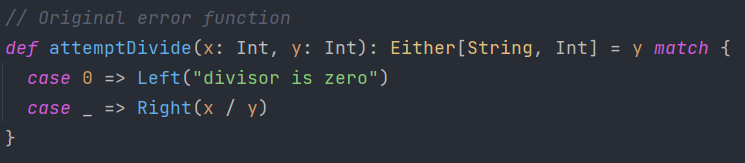 // Original error function
def attemptDivide(x: Int, y: Int): Either[String, Int] = y match {
  case 0 => Left("divisor is zero")
  case _ => Right(x / y)
}